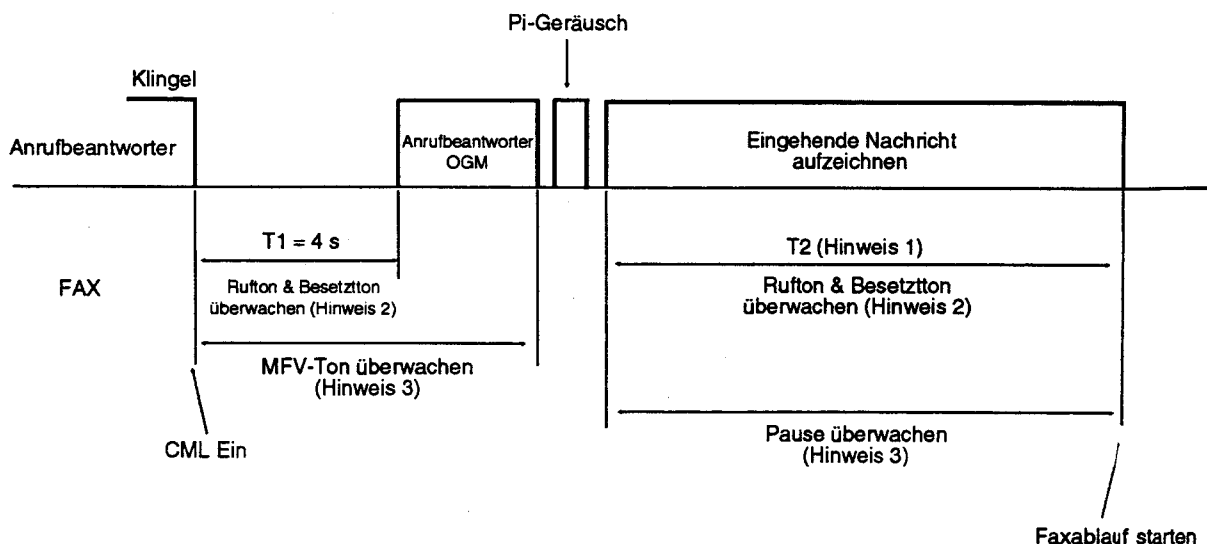 Pi-Geräusch
Klingel
Anrufbeantworter
Anrufbeantworter
OGM
Eingehende Nachricht
aufzeichnen
T1 = 4 s
T2 (Hinweis 1)
FAX
Rufton & Besetztton
überwachen (Hinweis 2)
Rufton & Besetztton
überwachen (Hinweis 2)
MFV-Ton überwachen
(Hinweis 3)
CML Ein
Pause überwachen
(Hinweis 3)
Faxablauf starten